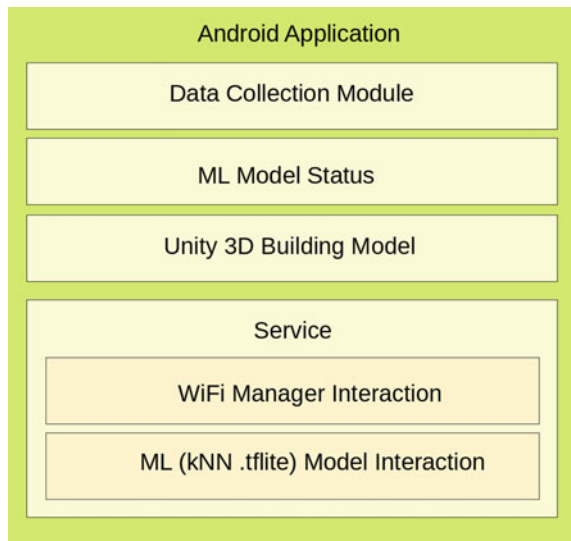 Android Application
Data Collection Module
ML Model Status
Unity 3D Building Model
Service
WiFi Manager Interaction
ML (kNN .tflite) Model Interaction